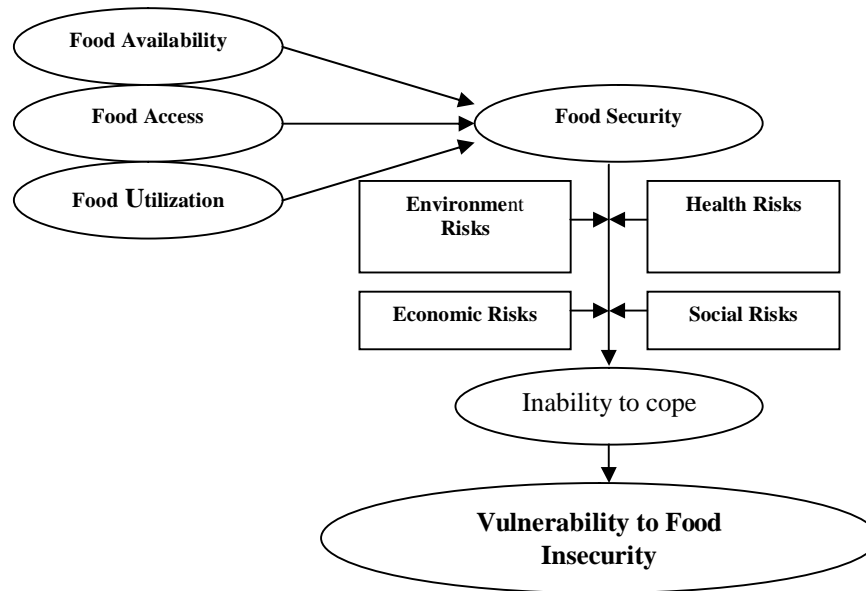 Food Availability
Food Access
Food Utilization
Food Security
Environment
Risks
Health Risks
Economic Risks
Social Risks
Inability to cope
Vulnerability to Food
Insecurity